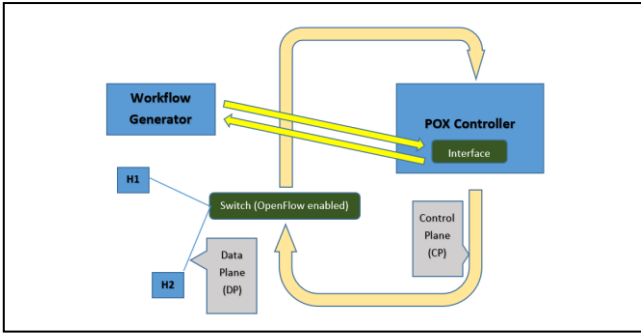 Workflow
Generator
POX Controller
Interface
H1
Switch (OpenFlow enabled)
Control
Plane
(CP)
Data
Plane
(DP)
H2